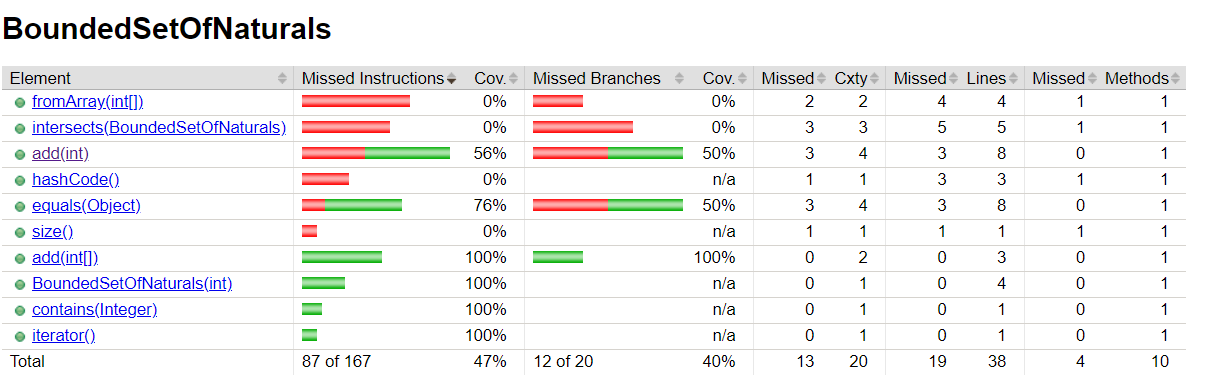 BoundedSetOfNaturals
Element Missed Instructions Cov. Missed Branches Cov. Missed Cxty Missed Lines Missed Methods
fromArray(int[]) 0% 0% 2 2 4 4 1 1
intersects(BoundedSetOfNaturals) 0% 0% 3 3 5 5 1 1
add(int) 56% 50% 3 4 3 8 0 1
hashCode() 0% n/a 1 1 3 3 1 1
equals(Object) 76% 50% 3 4 3 8 0 1
size() 0% n/a 1 1 1 1 1 1
add(int[]) 100% 100% 0 2 0 3 0 1
BoundedSetOfNaturals(int) 100% n/a 0 1 0 4 0 1
contains(Integer) 100% n/a 0 1 0 1 0 1
iterator() 100% n/a 0 1 0 1 0 1
Total 87 of 167 47% 12 of 20 40% 13 20 19 38 4 10